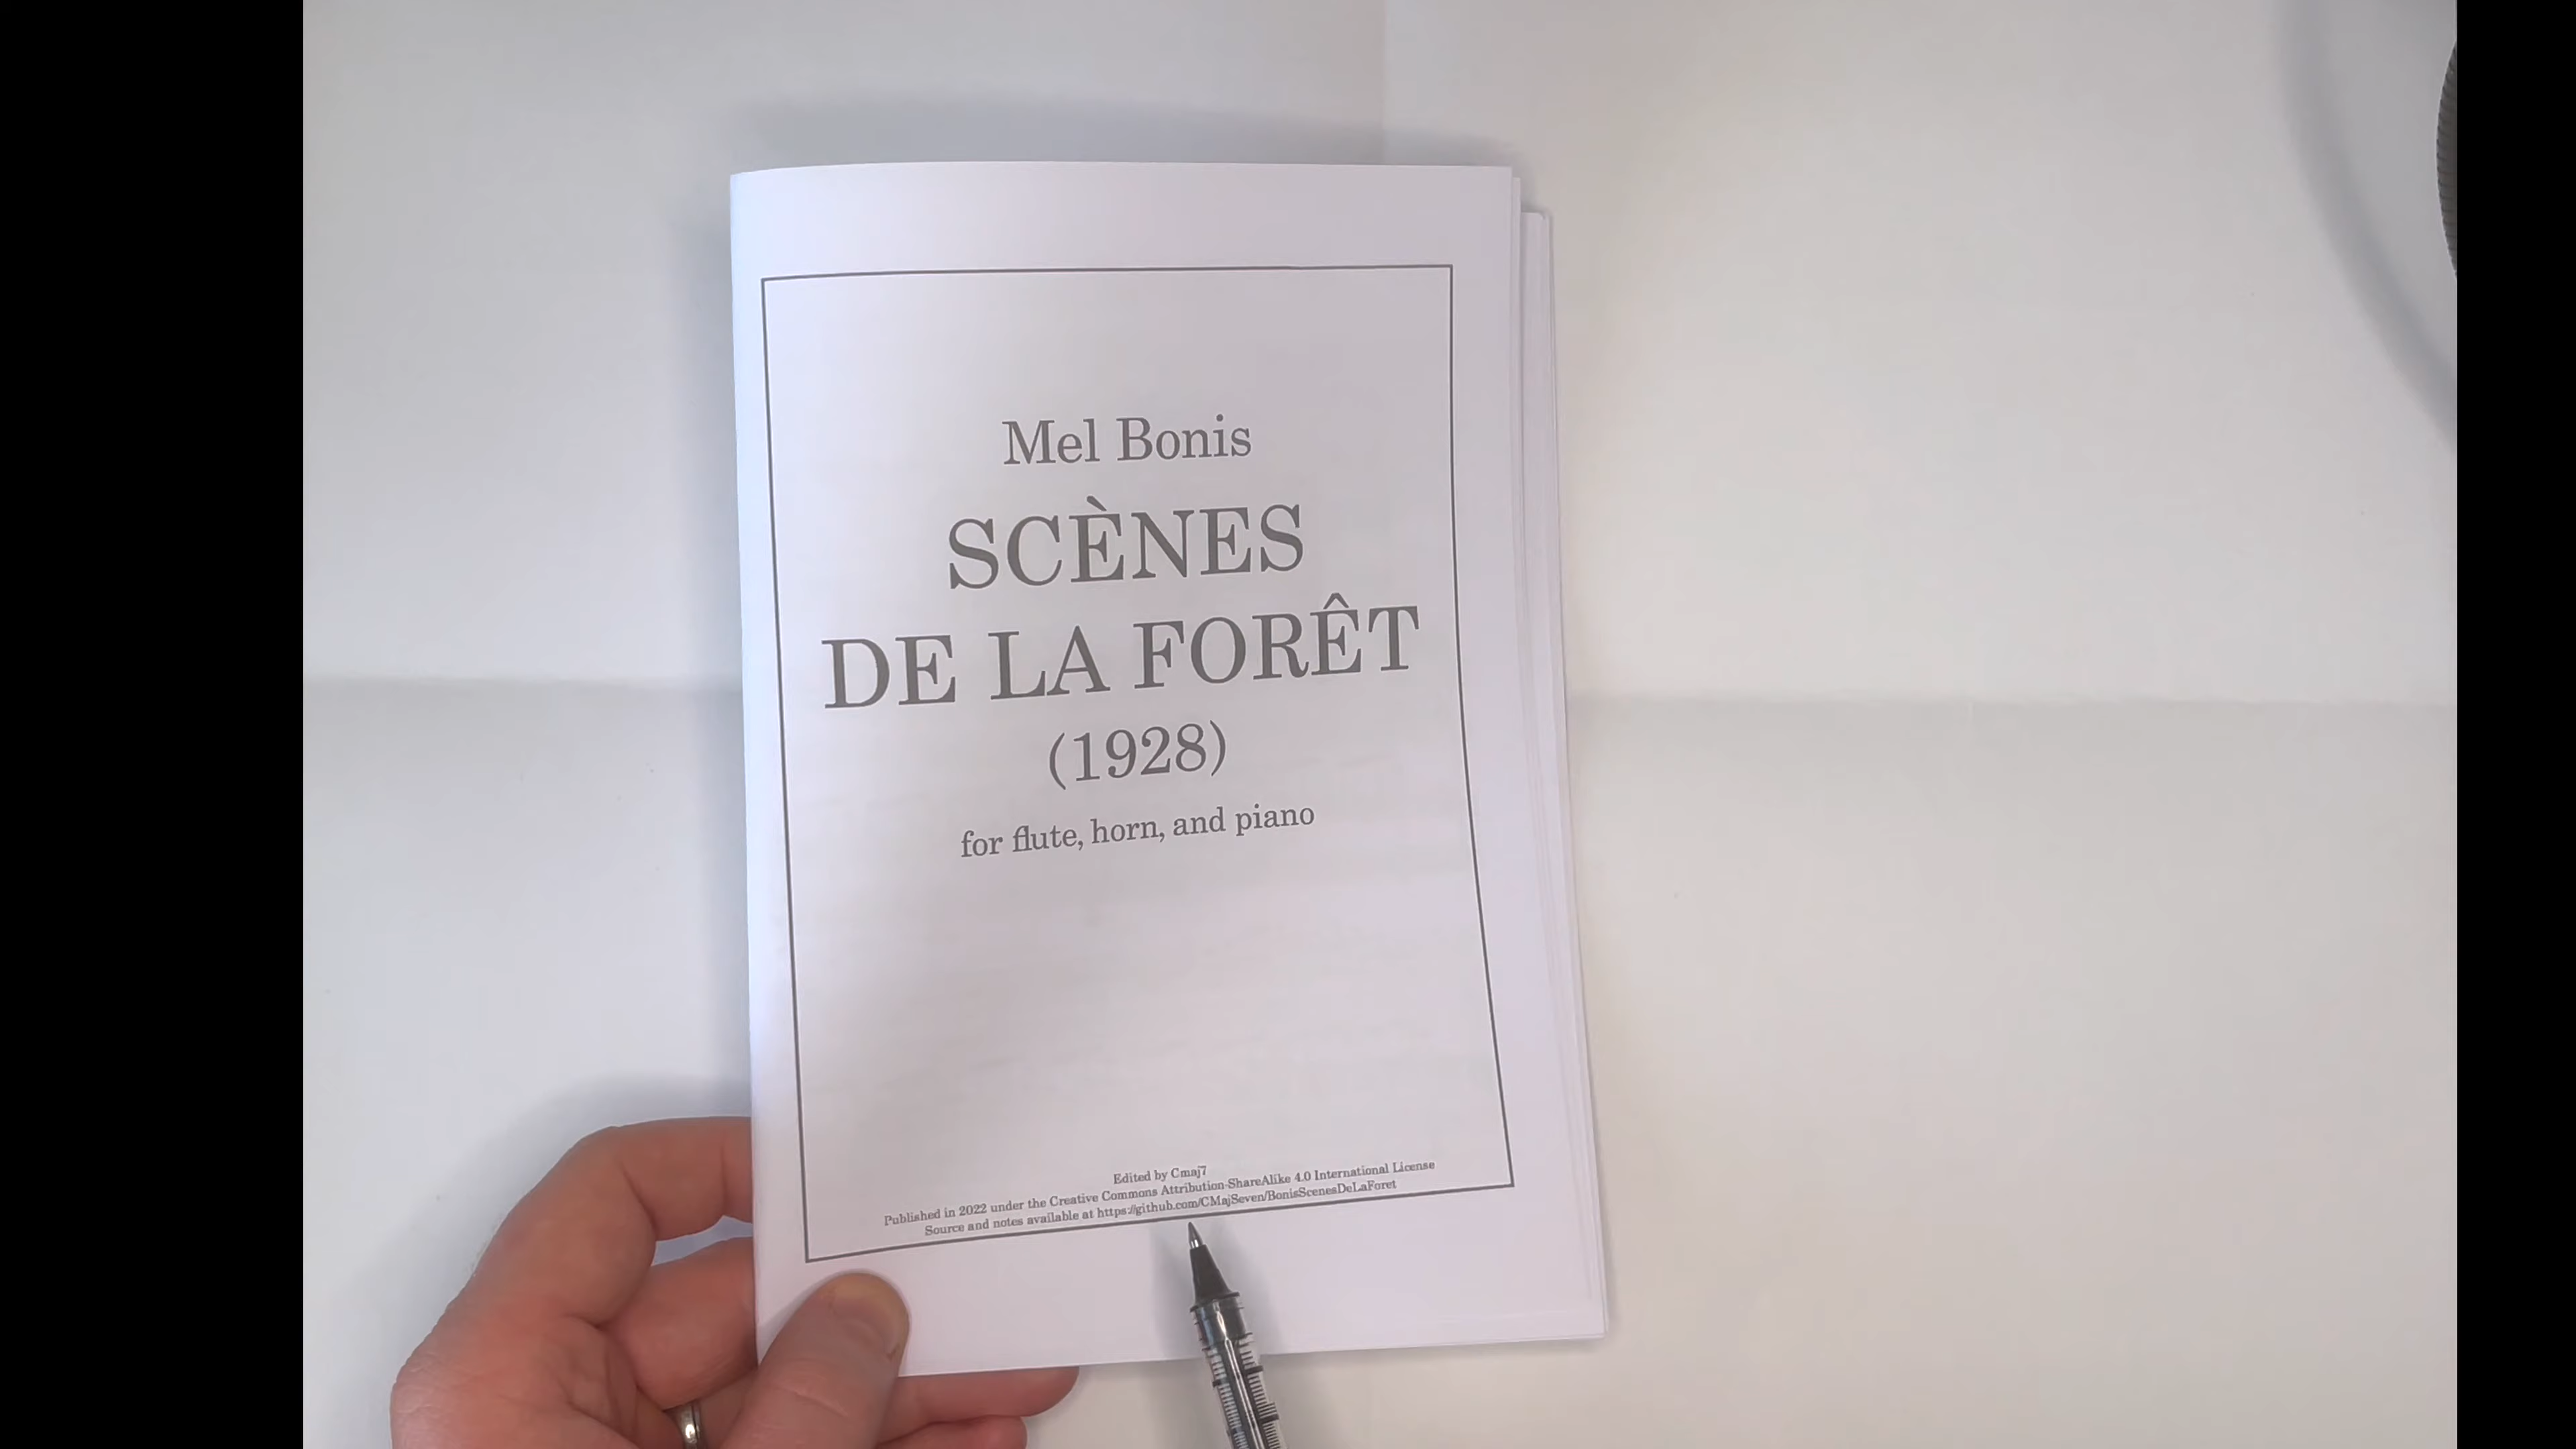 Mel Bonis
SCÈNES
DE LA FORÊT
(1928)
for flute, horn, and piano
Edited by Cmaj7
Published in 2022 under the Creative Commons Attribution-ShareAlike 4.0 International License
Source and notes available at https://github.com/CMajSeven/BonisScenesDeLaForet